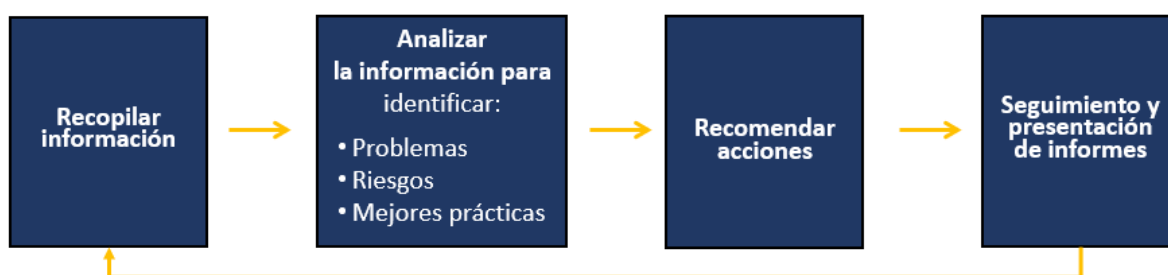 Recopilar
información
Analizar
la información para
identificar:
• Problemas
• Riesgos
• Mejores prácticas
Recomendar
acciones
Seguimiento y
presentación
de informes